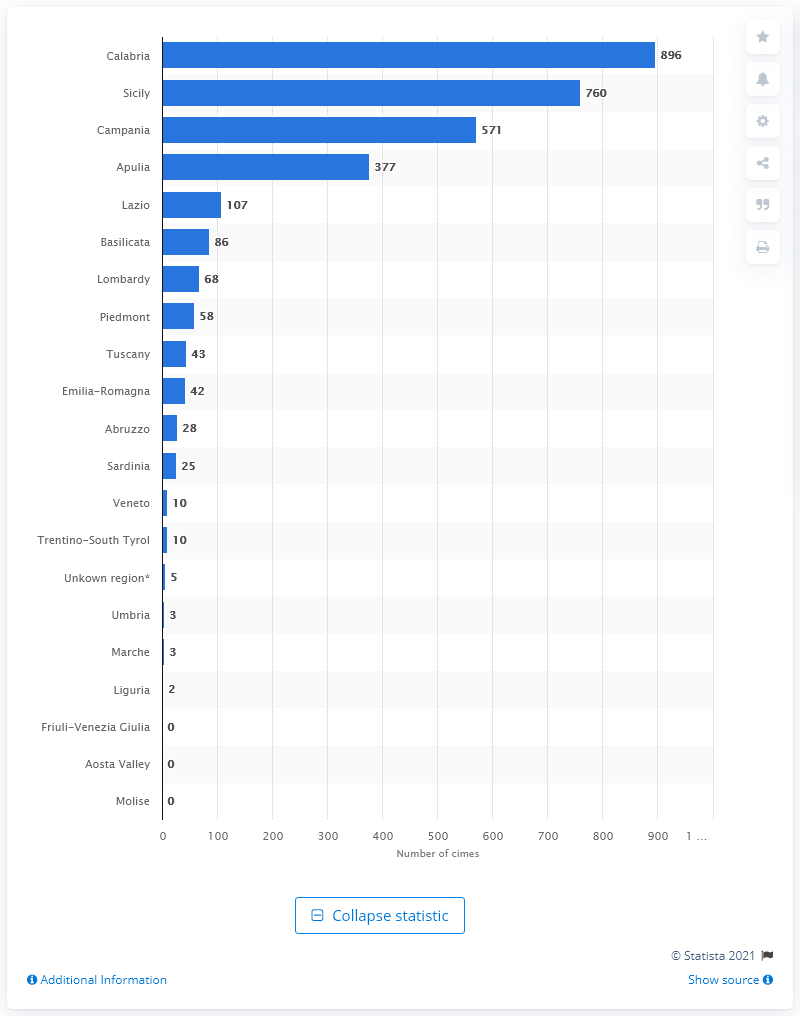 Calabria 896
Sicily 760
Campania 571
Apulia 377
Lazio 107
Basilicata 86
Lombardy 68
Piedmont 58
Tuscany 43
Emilia-Romagna 42
Abruzzo 28
Sardinia 25
Veneto 10
Trentino-South Tyrol 10
Unkown region* 5
Umbria 3
Marche 3
Liguria 2
Friuli-Venezia Giulia 0
Aosta Valley 0
Molise 0
0 100 200 300 400 500 600 700 800 900 1 ...
Number of cimes
Collapse statistic
© Statista 2021
Additional Information Show source